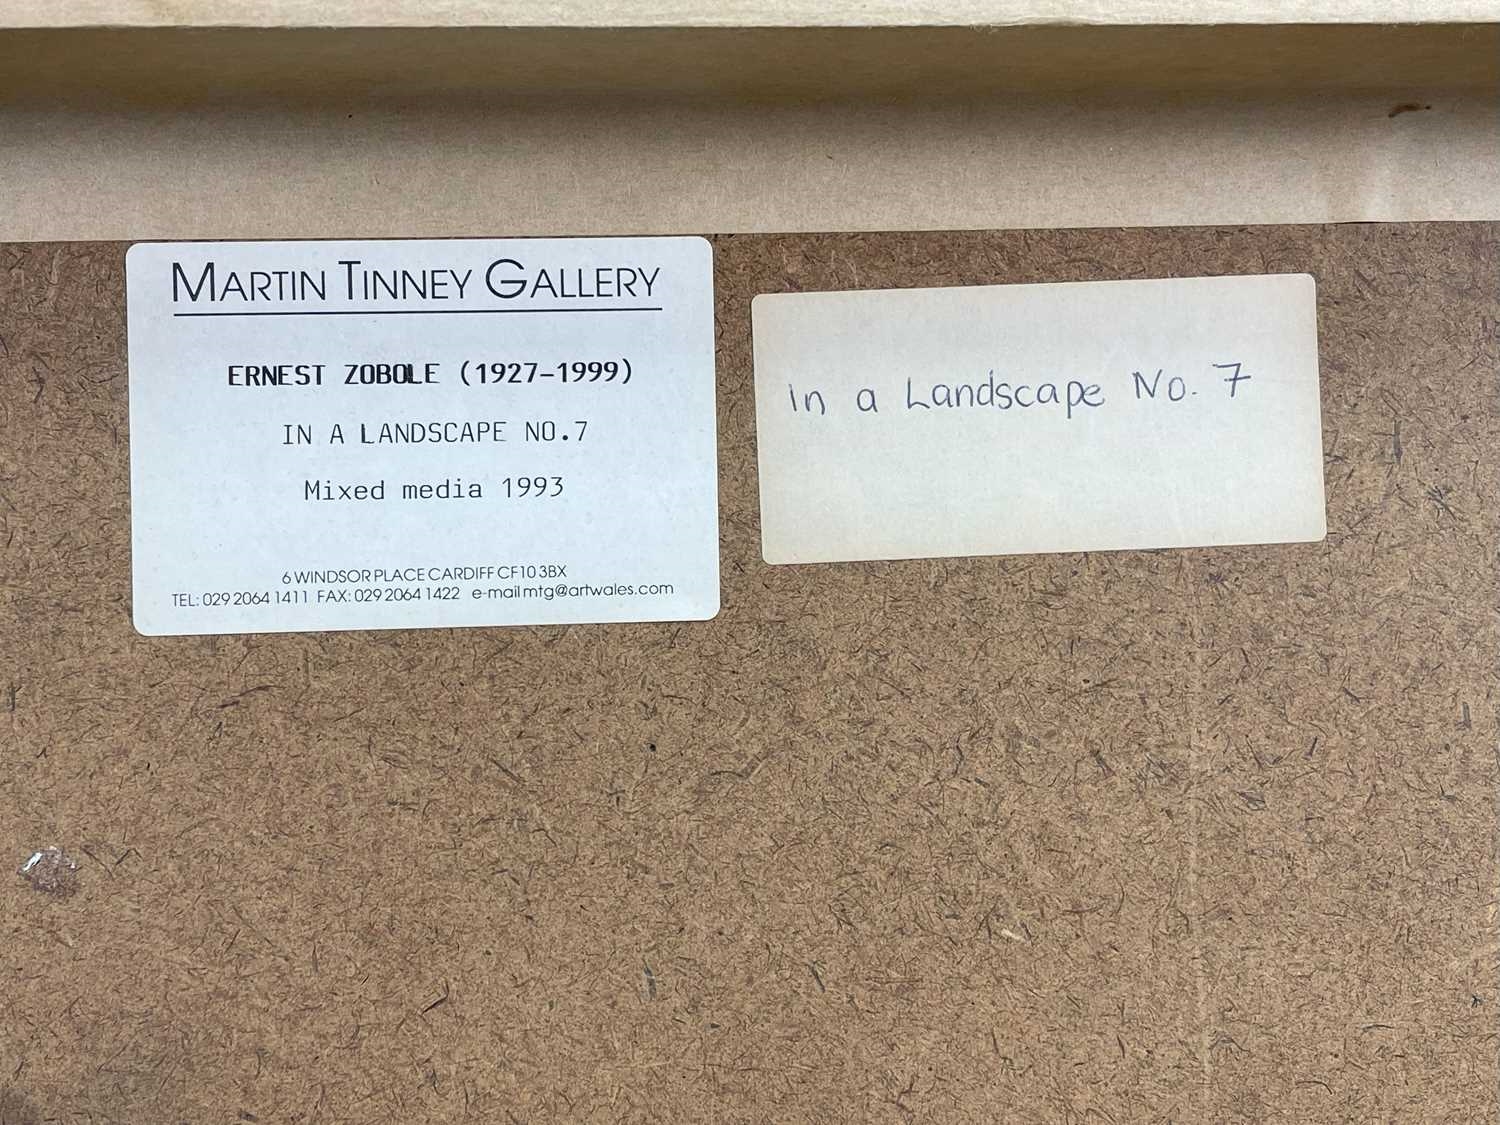 MARTIN TINNEY GALLERY
ERNEST ZOBOLE (1927-1999)
IN A LANDSCAPE NO.7
Mixed media 1993
6 WINDSOR PLACE CARDIFF CF10 3BX
TEL: 029 2064 1411 FAX: 029 2064 1422 e-mail mtg@artwales.com
in a Landscape No. 7